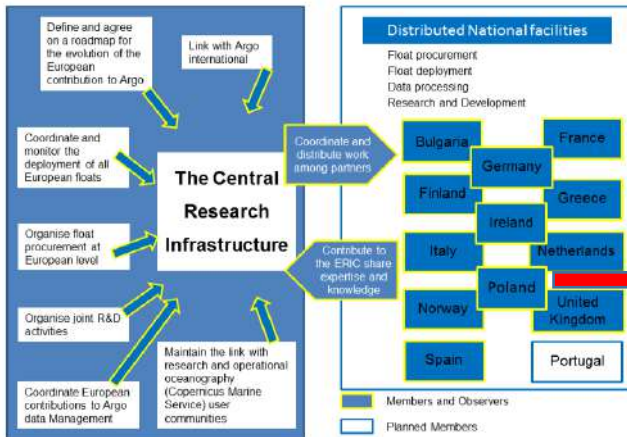 Define and agree
on a roadmap for
the evolution of the
European
contribution to Argo
Link with Argo
international
Coordinate and
monitor the
deployment of all
European floats
The Central
Research
Infrastructure
Organise float
procurement at
European level
Organise joint R&D
activities
Coordinate European
contributions to Argo
data Management
Maintain the link with
research and operational
oceanography
(Copernicus Marine
Service) user
communities
Coordinate and
distribute work
among partners
Contribute to
the ERIC share
expertise and
knowledge
Distributed National facilities
Float procurement
Float deployment
Data processing
Research and Development
Bulgaria
France
Germany
Finland
Greece
Ireland
Italy
Netherlands
Poland
Norway
United
Kingdom
Spain
Portugal
Members and Observers
Planned Members